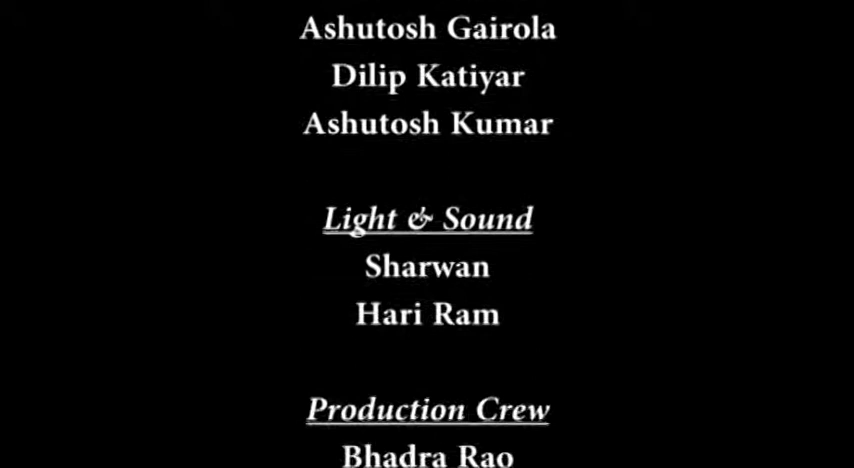 Ashutosh Gairola
Dilip Katiyar
Ashutosh Kumar
Light & Sound
Sharwan
Hari Ram
Production Crew
Bhadra Rao